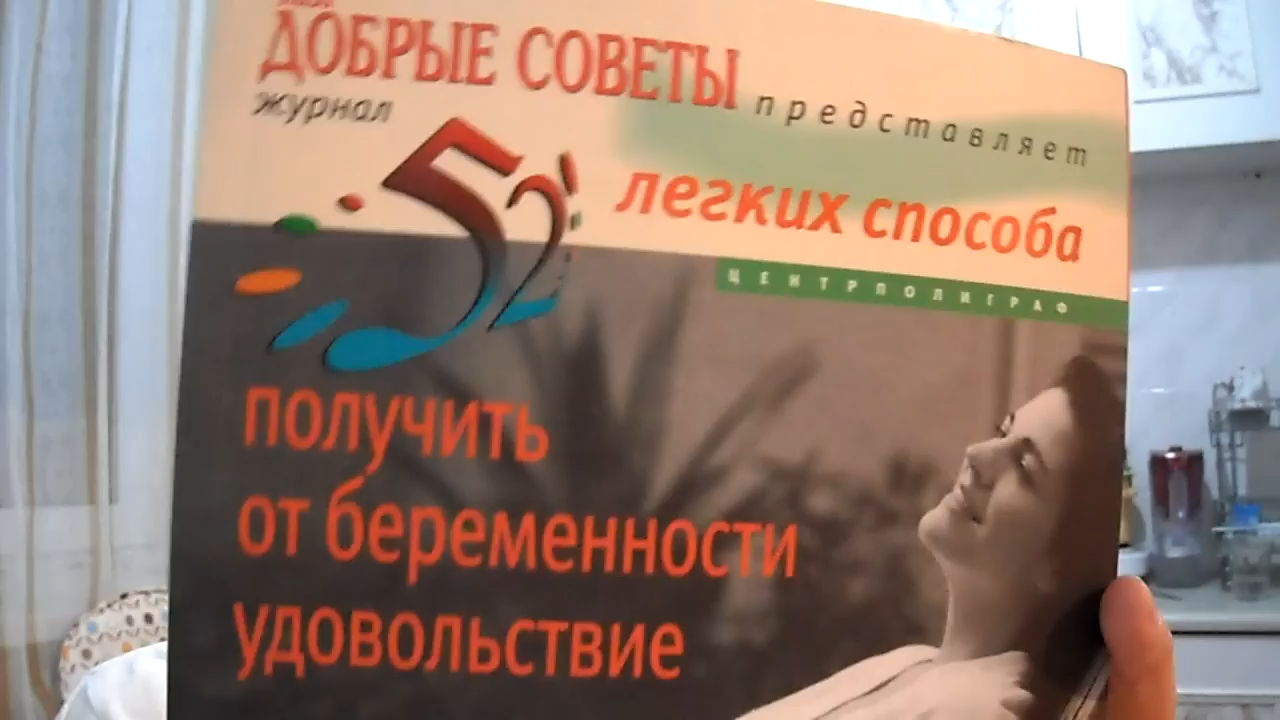 ДОБРЫЕ СОВЕТЫ
журнал
представляет
52 легких способа
ЦЕНТРПОЛИГРАФ
получить
от беременности
удовольствие